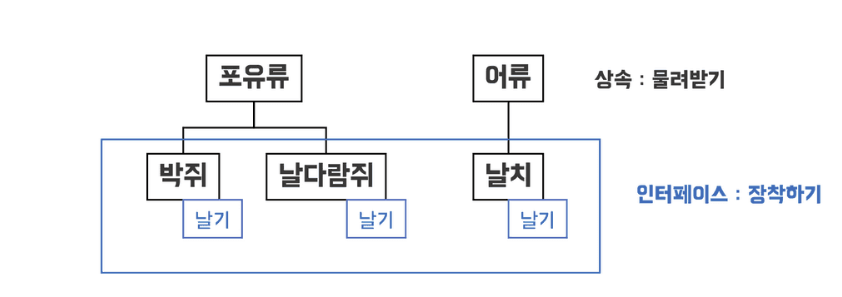 포유류
어류
상속 : 물려받기
박쥐
날다람쥐
날치
인터페이스 : 장착하기
날기
날기
날기